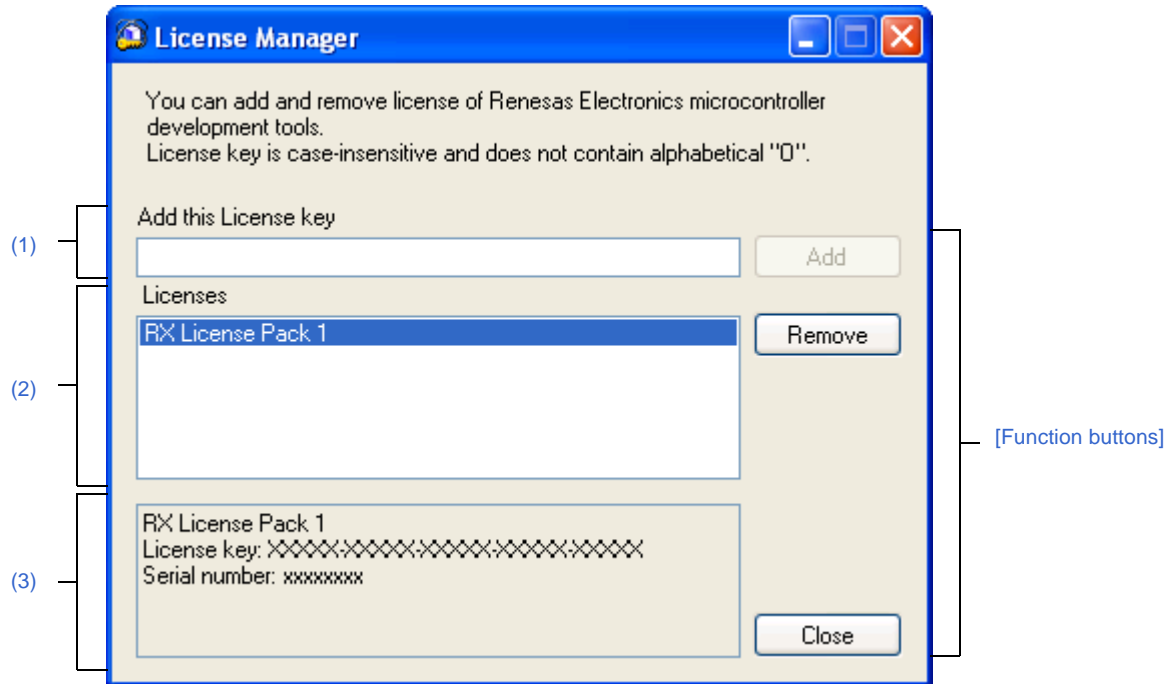 License Manager
You can add and remove license of Renesas Electronics microcontroller
development tools.
License key is case-insensitive and does not contain alphabetical "O".
(1)
Add this License key
Add
(2)
Licenses
RX License Pack 1
Remove
[Function buttons]
(3)
RX License Pack 1
License key: XXXXX-XXXXX-XXXXX-XXXXX-XXXXX
Serial number: xxxxxxxx
Close